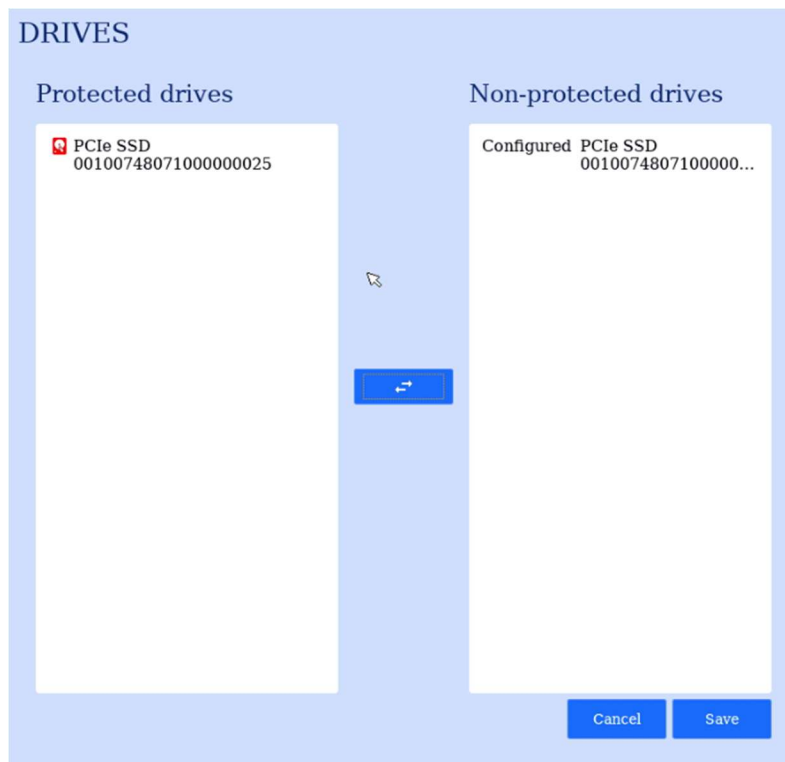 DRIVES
Protected drives
PCIe SSD
00100748071000000025
Non-protected drives
Configured PCIe SSD
0010074807100000...
Cancel
Save